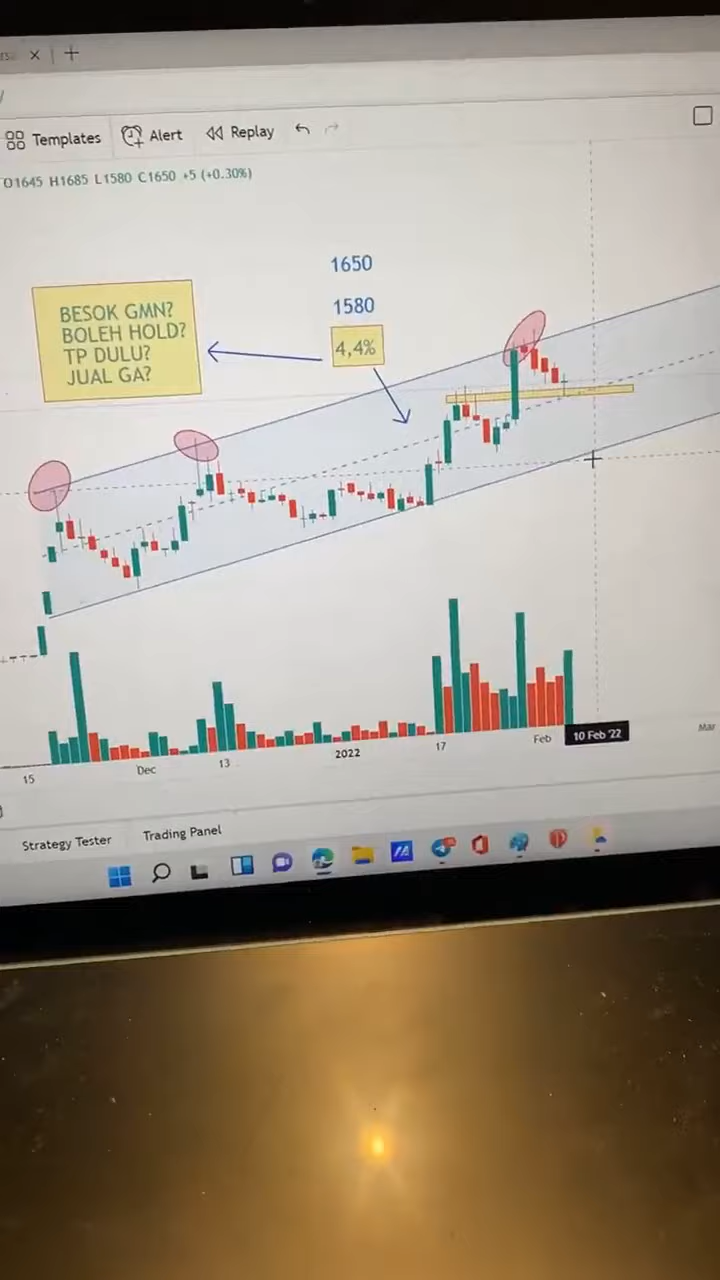 Templates Alert Replay
O1645 H1685 L1580 C1650 +5 (+0.30%)
1650
1580
4,4%
BESOK GMN?
BOLEH HOLD?
TP DULU?
JUAL GA?
15 Dec 13 2022 17 Feb 10 Feb '22 Mar
Strategy Tester Trading Panel